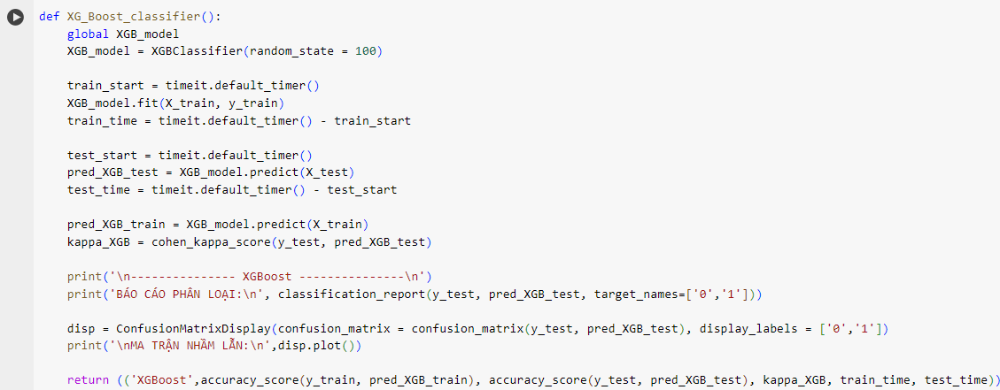 def XG_Boost_classifier():
    global XGB_model
    XGB_model = XGBClassifier(random_state = 100)

    train_start = timeit.default_timer()
    XGB_model.fit(X_train, y_train)
    train_time = timeit.default_timer() - train_start

    test_start = timeit.default_timer()
    pred_XGB_test = XGB_model.predict(X_test)
    test_time = timeit.default_timer() - test_start

    pred_XGB_train = XGB_model.predict(X_train)
    kappa_XGB = cohen_kappa_score(y_test, pred_XGB_test)

    print('\n--------------- XGBoost ---------------\n')
    print('BÁO CÁO PHÂN LOẠI:\n', classification_report(y_test, pred_XGB_test, target_names=['0','1']))

    disp = ConfusionMatrixDisplay(confusion_matrix = confusion_matrix(y_test, pred_XGB_test), display_labels = ['0','1'])
    print('\nMA TRẬN NHẦM LẪN:\n',disp.plot())

    return (('XGBoost',accuracy_score(y_train, pred_XGB_train), accuracy_score(y_test, pred_XGB_test), kappa_XGB, train_time, test_time))